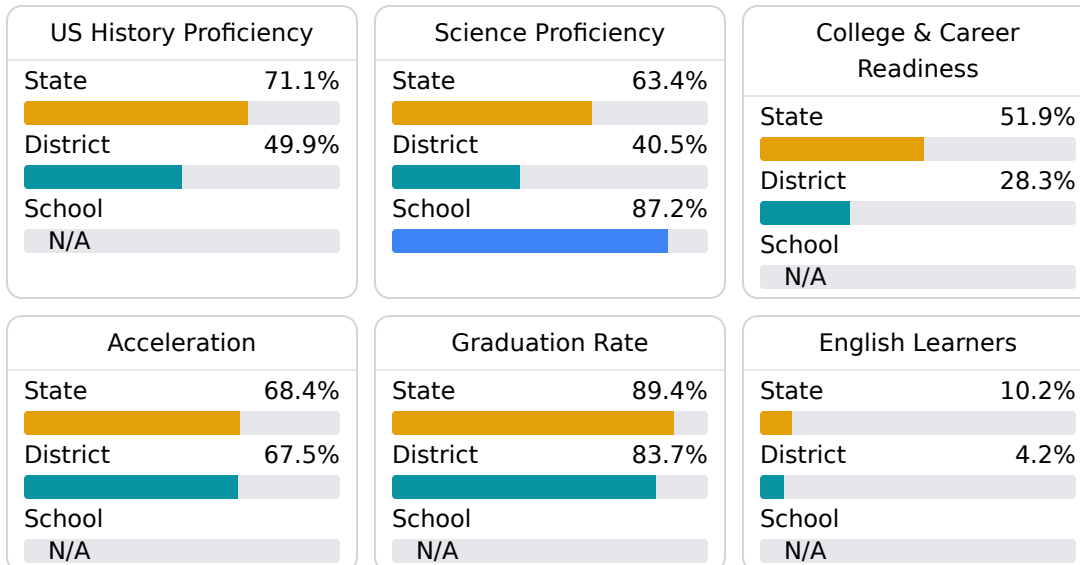 US History Proficiency
State 71.1%
District 49.9%
School
N/A
Science Proficiency
State 63.4%
District 40.5%
School 87.2%
College & Career
Readiness
State 51.9%
District 28.3%
School
N/A
Acceleration
State 68.4%
District 67.5%
School
N/A
Graduation Rate
State 89.4%
District 83.7%
School
N/A
English Learners
State 10.2%
District 4.2%
School
N/A